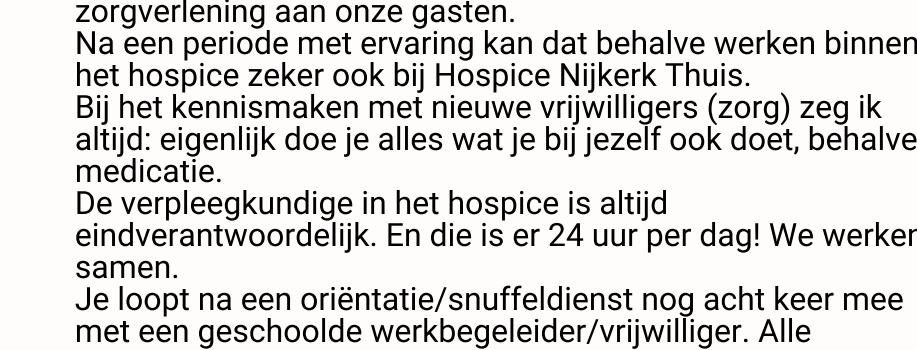 zorgverlening aan onze gasten.
Na een periode met ervaring kan dat behalve werken binnen
het hospice zeker ook bij Hospice Nijkerk Thuis.
Bij het kennismaken met nieuwe vrijwilligers (zorg) zeg ik
altijd: eigenlijk doe je alles wat je bij jezelf ook doet, behalve
medicatie.
De verpleegkundige in het hospice is altijd
eindverantwoordelijk. En die is er 24 uur per dag! We werken
samen.
Je loopt na een oriëntatie/snuffeldienst nog acht keer mee
met een geschoolde werkbegeleider/vrijwilliger. Alle